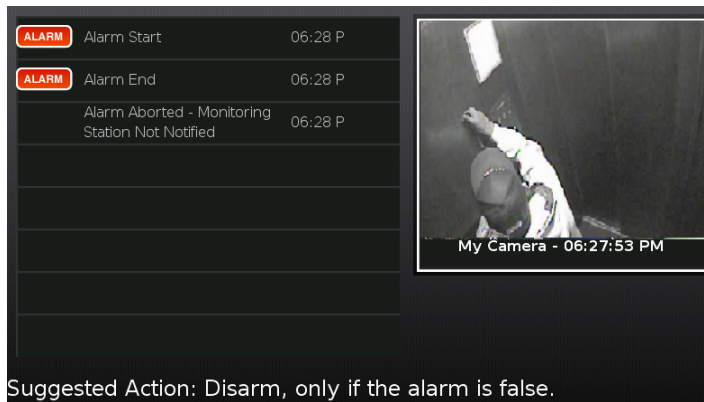 ALARM Alarm Start 06:28 P
ALARM Alarm End 06:28 P
Alarm Aborted - Monitoring
Station Not Notified 06:28 P
My Camera - 06:27:53 PM
Suggested Action: Disarm, only if the alarm is false.